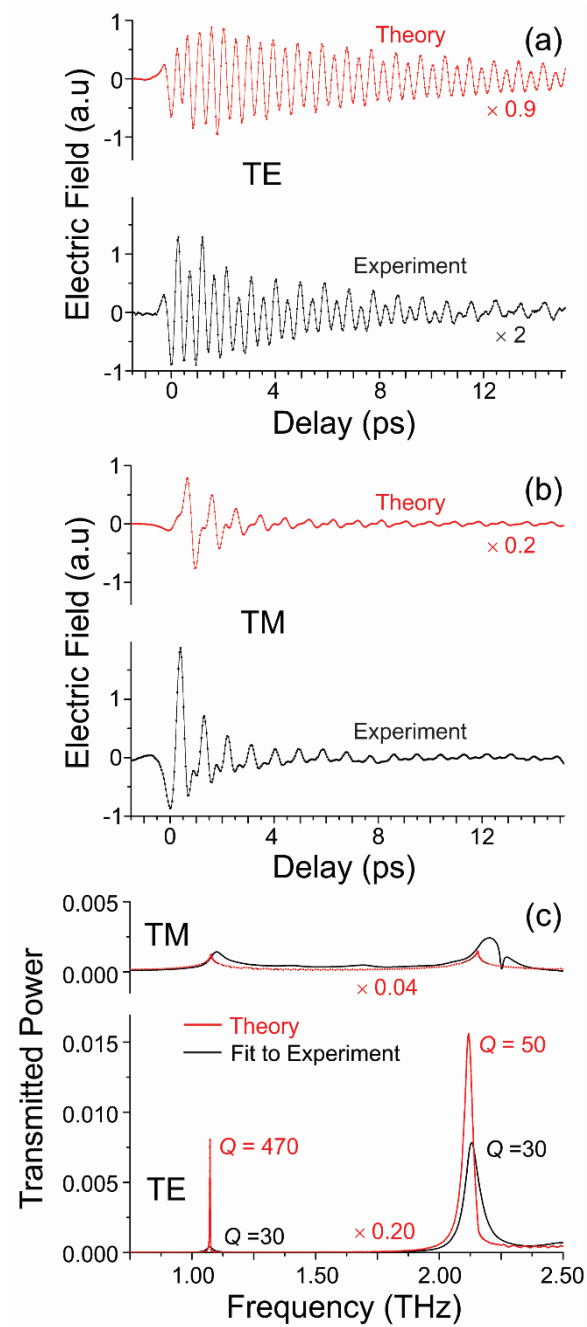 (a)
Theory
1
0
-1
× 0.9
Electric Field (a.u)
TE
Experiment
1
0
-1
× 2
0 4 8 12
Delay (ps)
(b)
Theory
1
0
-1
× 0.2
Electric Field (a.u)
TM
Experiment
1
0
-1
0 4 8 12
Delay (ps)
(c)
TM
0.005
0.000
× 0.04
Theory
Fit to Experiment
Q = 50
0.015
0.010
0.005
0.000
Transmitted Power
Q = 470
Q =30
TE
Q =30
× 0.20
1.00 1.50 2.00 2.50
Frequency (THz)